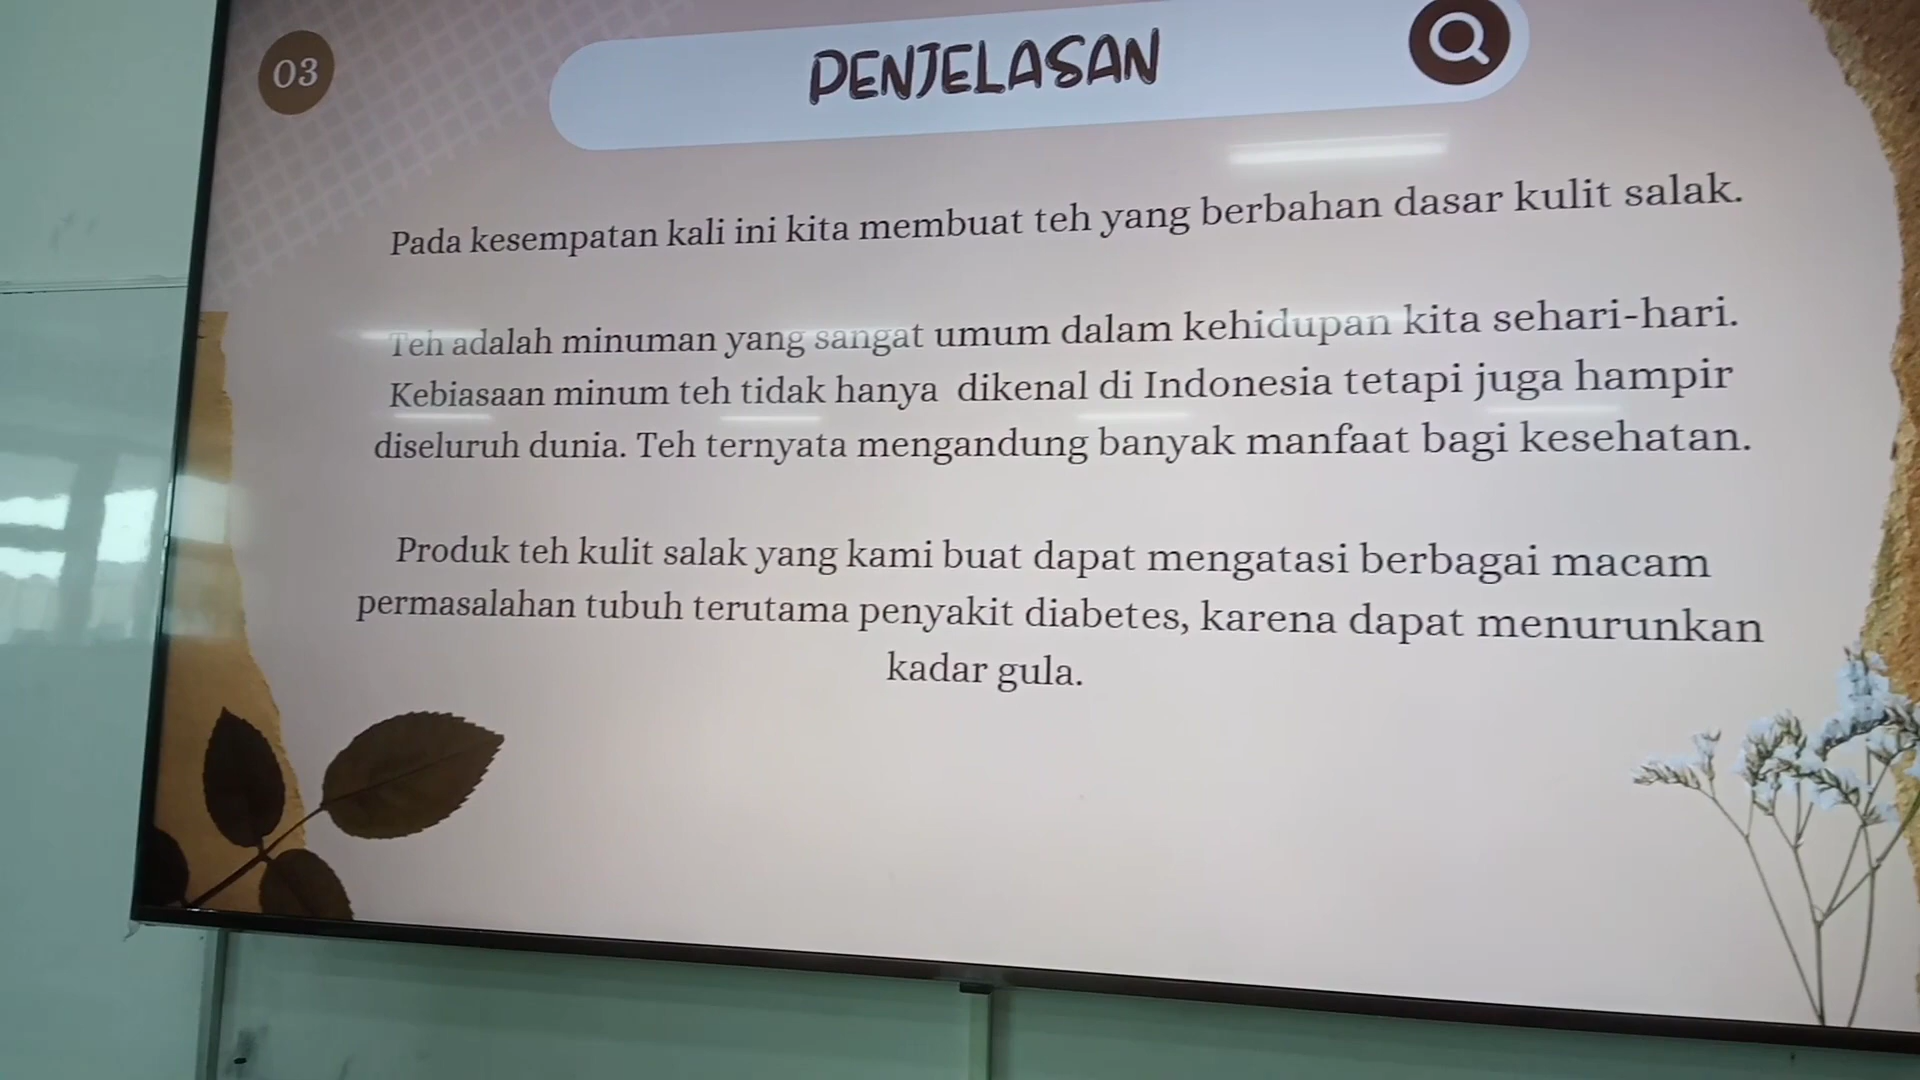 03
PENJELASAN
Pada kesempatan kali ini kita membuat teh yang berbahan dasar kulit salak.
Teh adalah minuman yang sangat umum dalam kehidupan kita sehari-hari.
Kebiasaan minum teh tidak hanya dikenal di Indonesia tetapi juga hampir
diseluruh dunia. Teh ternyata mengandung banyak manfaat bagi kesehatan.
Produk teh kulit salak yang kami buat dapat mengatasi berbagai macam
permasalahan tubuh terutama penyakit diabetes, karena dapat menurunkan
kadar gula.